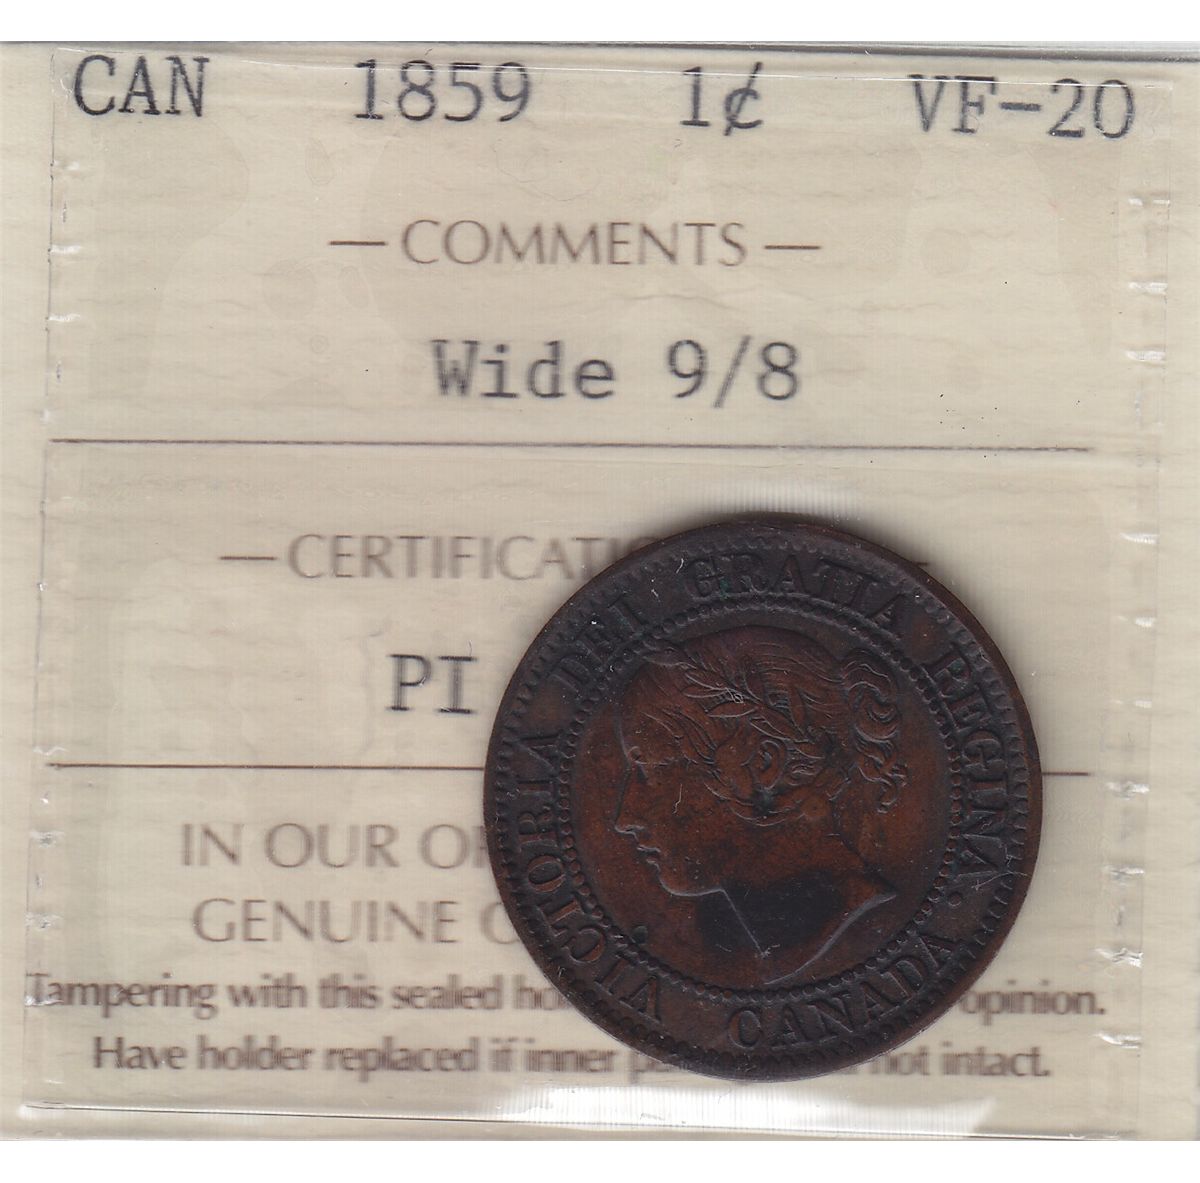 CAN 1859 1¢ VF-20
— COMMENTS —
Wide 9/8
— CERTIFICATI
PI
IN OUR
GENUINE
Tampering with this sealed opinion.
Have holder replaced if inner not intact.
VICTORIA DEI GRATIA REGINA.
CANADA